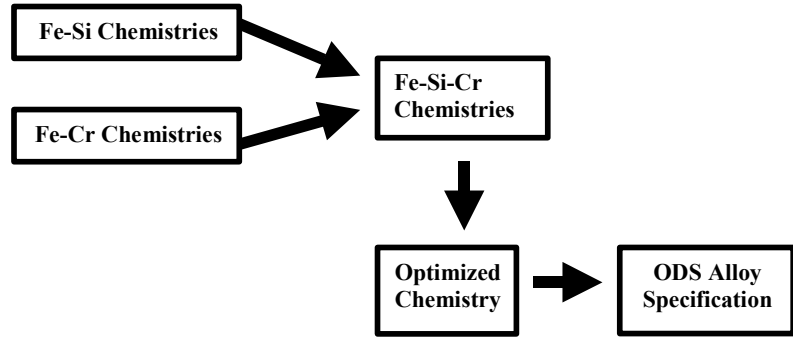 Fe-Si Chemistries
Fe-Cr Chemistries
Fe-Si-Cr
Chemistries
Optimized
Chemistry
ODS Alloy
Specification